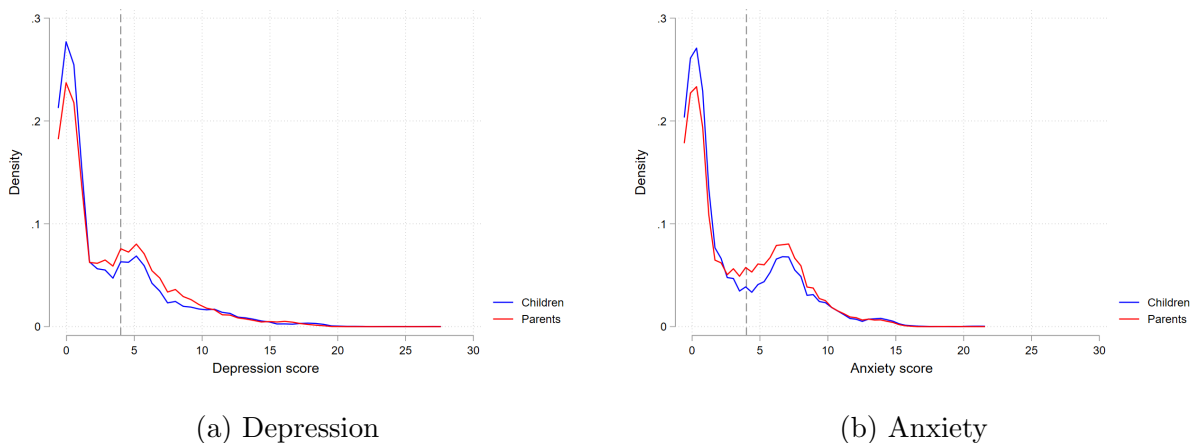 .3
.2
.1
0
Density
0 5 10 15 20 25 30
Depression score
Children
Parents
(a) Depression
.3
.2
.1
0
Density
0 5 10 15 20 25 30
Anxiety score
Children
Parents
(b) Anxiety